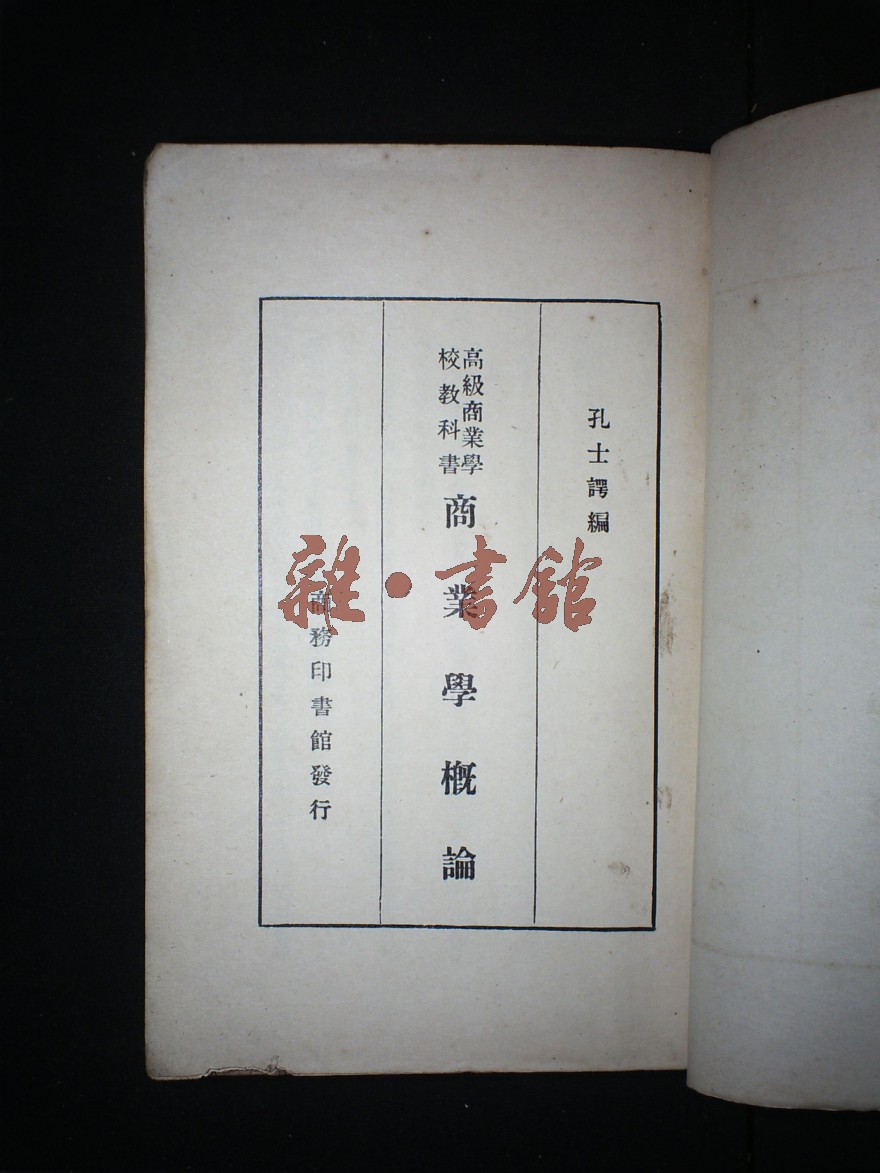 孔士諤編
高級商業學
校教科書
商業學概論
商務印書館發行
雜·書館